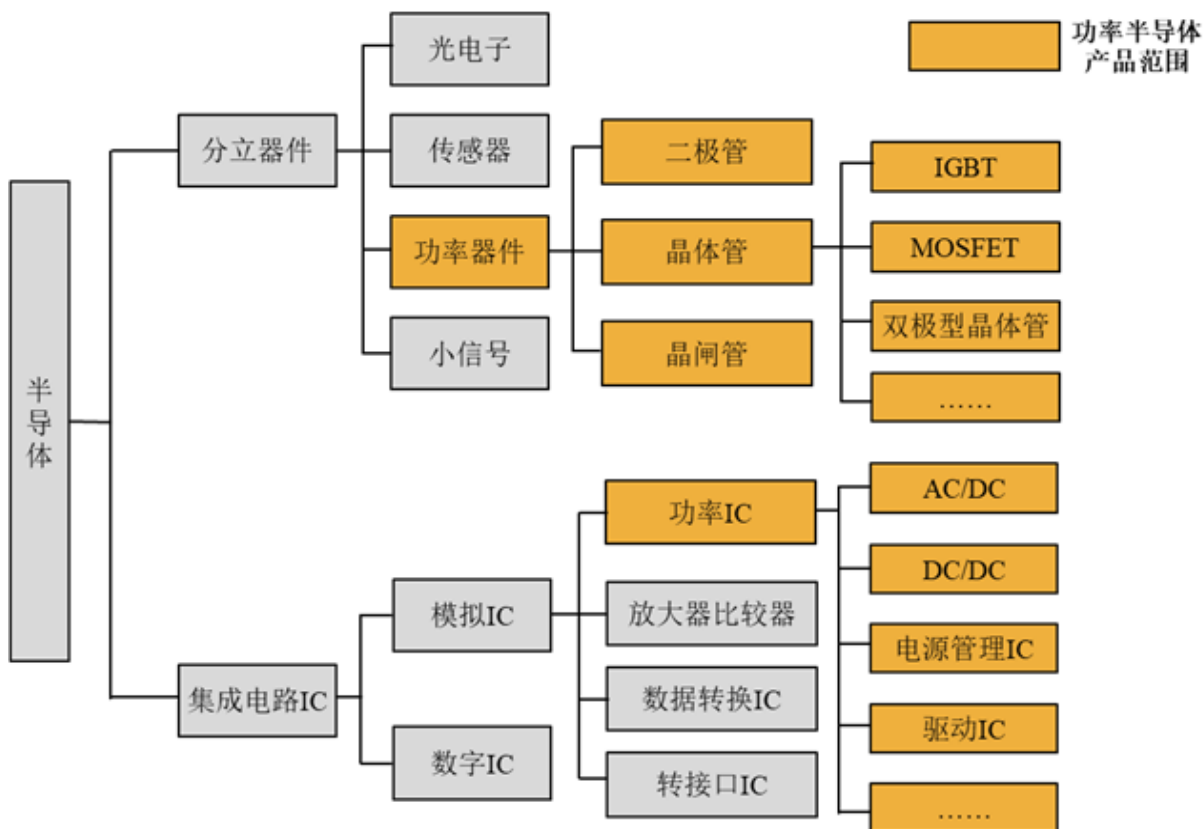 光电子
功率半导体
产品范围
分立器件
传感器
二极管
IGBT
功率器件
晶体管
MOSFET
双极型晶体管
小信号
晶闸管
……
半
导
体
功率IC
AC/DC
DC/DC
模拟IC
放大器比较器
电源管理IC
集成电路IC
数据转换IC
驱动IC
数字IC
转接口IC
……